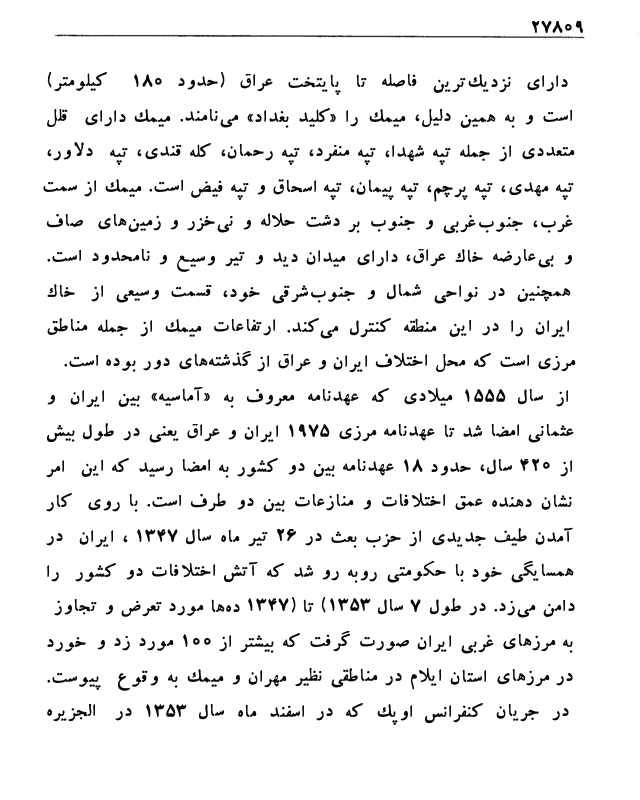 ۲۷۸۰۹
دارای نزدیك‌ترین فاصله تا پایتخت عراق (حدود ۱۸۰ کیلومتر)
است و به همین دلیل، میمك را «کلید بغداد» می‌نامند. میمك دارای قلل
متعددی از جمله تپه شهدا، تپه منفرد، تپه رحمان، کله قندی، تپه دلاور،
تپه مهدی، تپه پرچم، تپه پیمان، تپه اسحاق و تپه فیض است. میمك از سمت
غرب، جنوب‌غربی و جنوب بر دشت حلاله و نی‌خزر و زمین‌های صاف
و بی‌عارضه خاك عراق، دارای میدان دید و تیر وسیع و نامحدود است.
همچنین در نواحی شمال و جنوب‌شرقی خود، قسمت وسیعی از خاك
ایران را در این منطقه کنترل می‌کند. ارتفاعات میمك از جمله مناطق
مرزی است که محل اختلاف ایران و عراق از گذشته‌های دور بوده است.
از سال ۱۵۵۵ میلادی که عهدنامه معروف به «آماسیه» بین ایران و
عثمانی امضا شد تا عهدنامه مرزی ۱۹۷۵ ایران و عراق یعنی در طول بیش
از ۴۲۰ سال، حدود ۱۸ عهدنامه بین دو کشور به امضا رسید که این امر
نشان دهنده عمق اختلافات و منازعات بین دو طرف است. با روی کار
آمدن طیف جدیدی از حزب بعث در ۲۶ تیر ماه سال ۱۳۴۷ ، ایران در
همسایگی خود با حکومتی روبه رو شد که آتش اختلافات دو کشور را
دامن می‌زد. در طول ۷ سال ۱۳۵۳) تا (۱۳۴۷ ده‌ها مورد تعرض و تجاوز
به مرزهای غربی ایران صورت گرفت که بیشتر از ۱۰۰ مورد زد و خورد
در مرزهای استان ایلام در مناطقی نظیر مهران و میمك به وقوع پیوست.
در جریان کنفرانس اوپك که در اسفند ماه سال ۱۳۵۳ در الجزیره